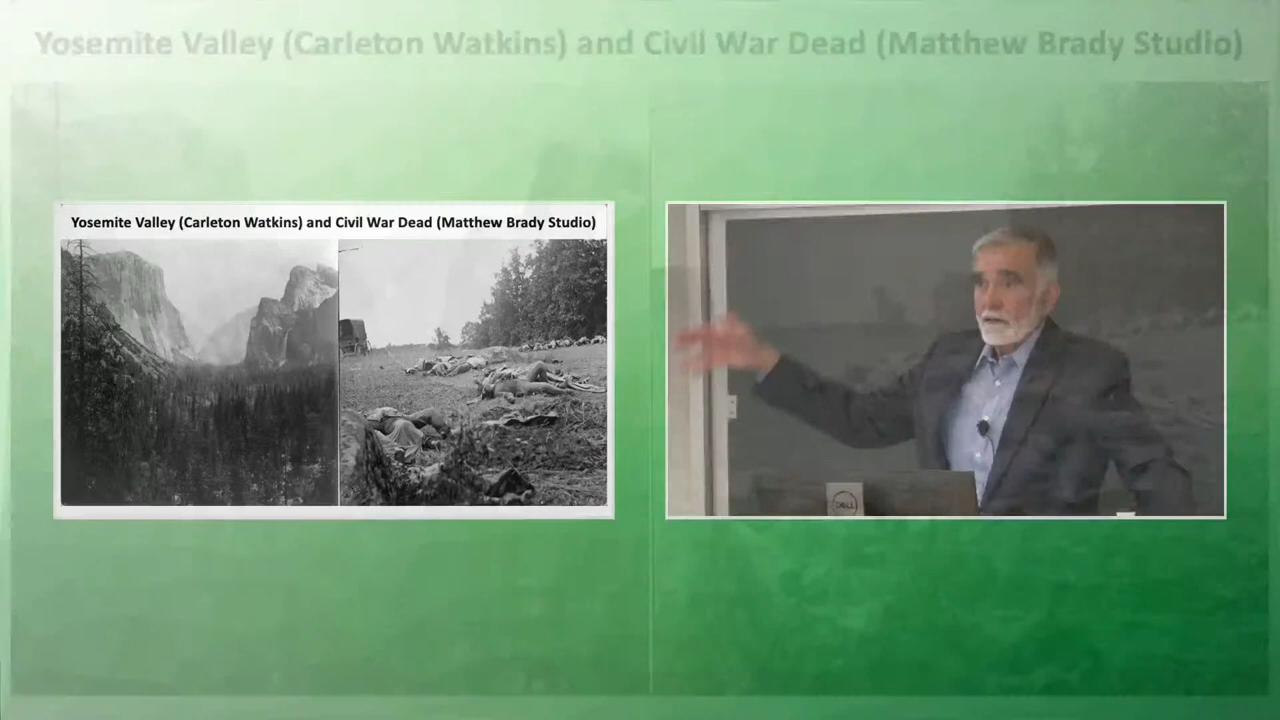 Yosemite Valley (Carleton Watkins) and Civil War Dead (Matthew Brady Studio)
Yosemite Valley (Carleton Watkins) and Civil War Dead (Matthew Brady Studio)
DELL